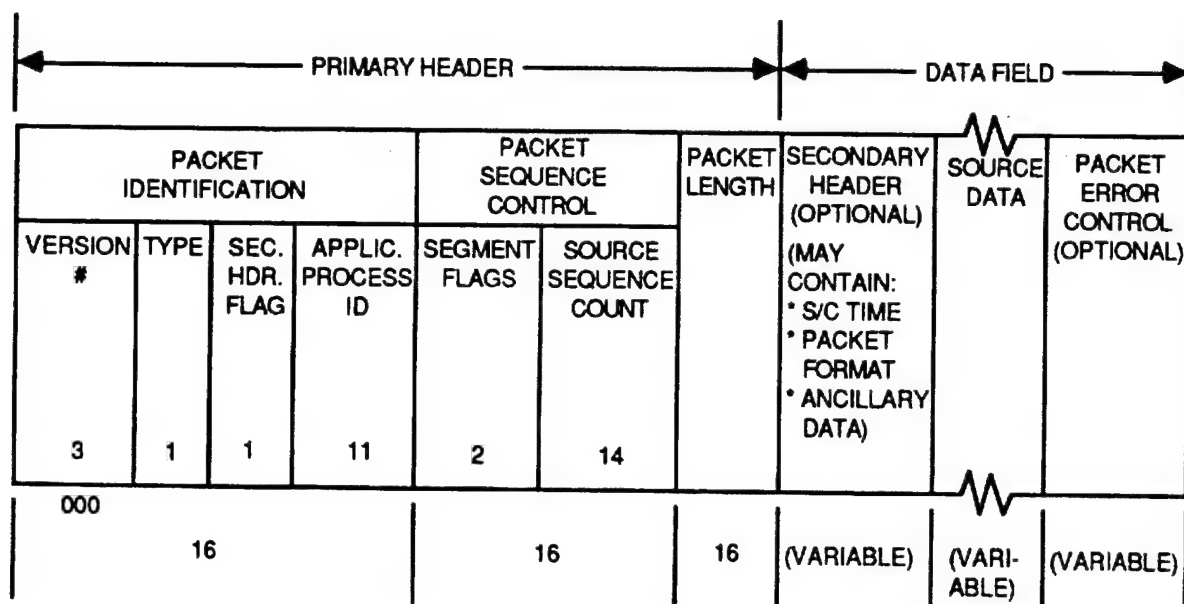 PRIMARY HEADER
DATA FIELD
PACKET
IDENTIFICATION
PACKET
SEQUENCE
CONTROL
PACKET
LENGTH
SECONDARY
HEADER
(OPTIONAL)
(MAY
CONTAIN:
* S/C TIME
* PACKET
FORMAT
* ANCILLARY
DATA)
SOURCE
DATA
PACKET
ERROR
CONTROL
(OPTIONAL)
VERSION
#
3
TYPE
1
SEC.
HDR.
FLAG
1
APPLIC.
PROCESS
ID
11
SEGMENT
FLAGS
2
SOURCE
SEQUENCE
COUNT
14
000
16
16
16
(VARIABLE)
(VARI-
ABLE)
(VARIABLE)